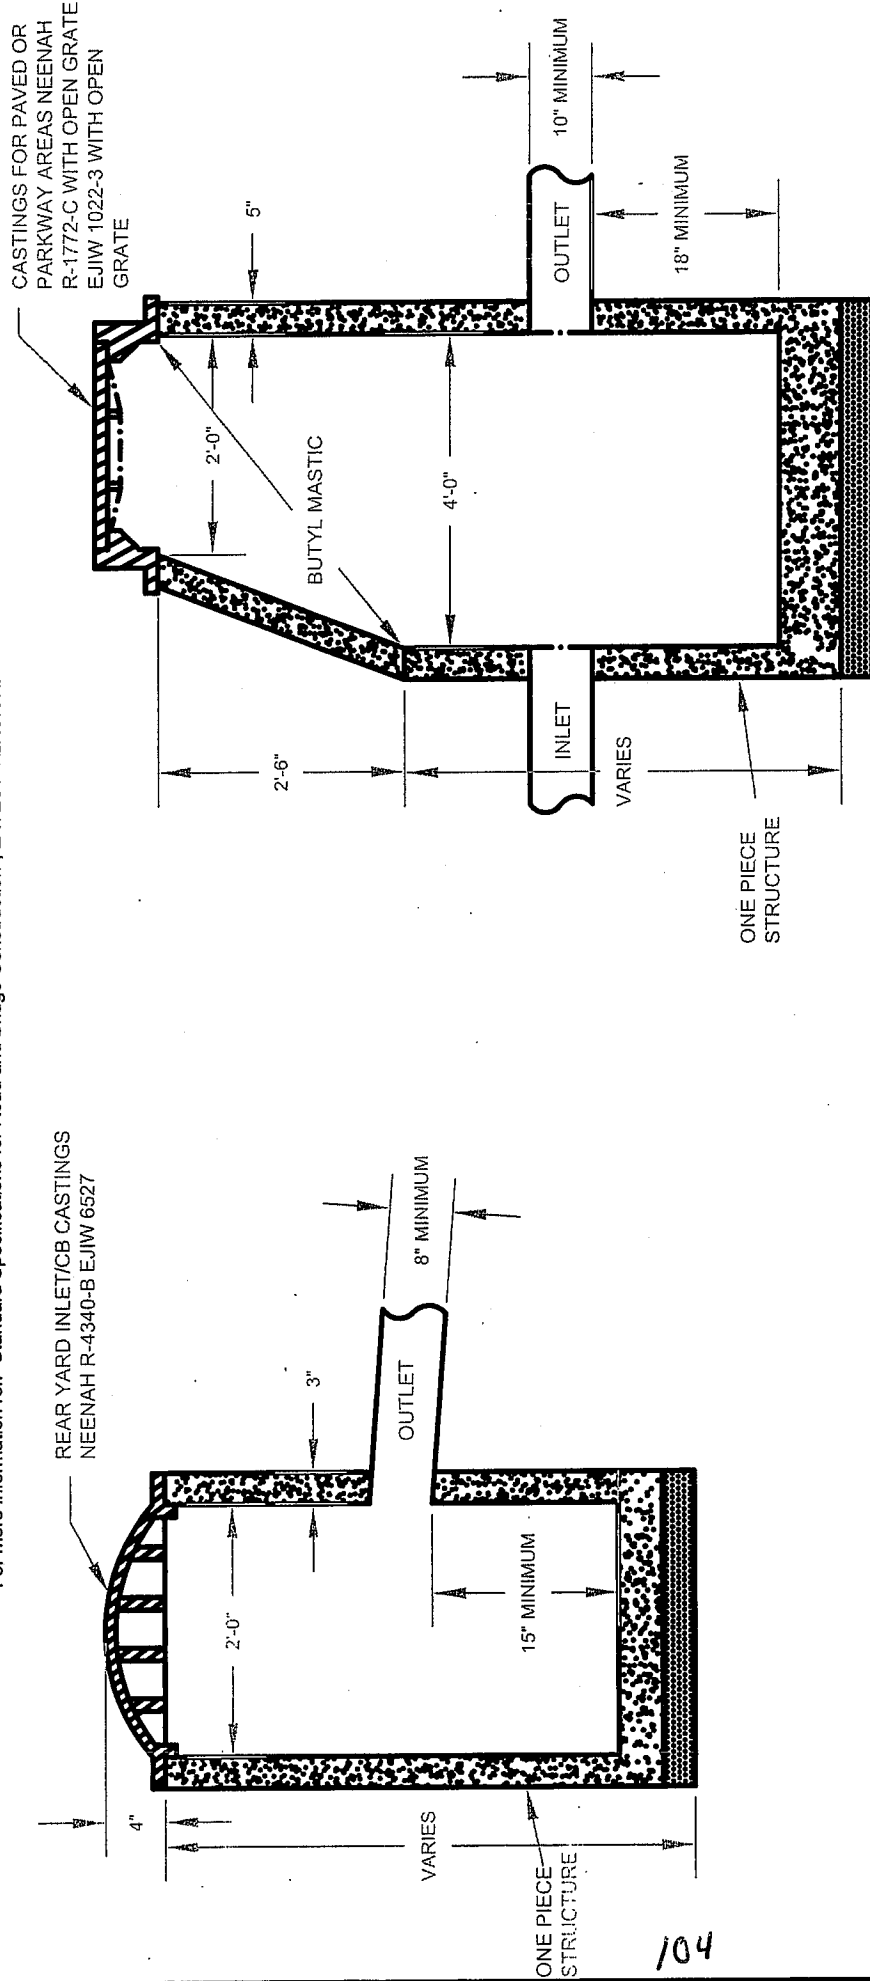 REAR YARD INLET/CB CASTINGS
NEENAH R-4340-B EJIW 6527
4"
2'-0"
3"
OUTLET
8" MINIMUM
15" MINIMUM
VARIES
ONE PIECE
STRUCTURE
104
CASTINGS FOR PAVED OR
PARKWAY AREAS NEENAH
R-1772-C WITH OPEN GRATE
EJIW 1022-3 WITH OPEN
GRATE
5"
2'-0"
BUTYL MASTIC
2'-6"
4'-0"
INLET
OUTLET
10" MINIMUM
18" MINIMUM
VARIES
ONE PIECE
STRUCTURE